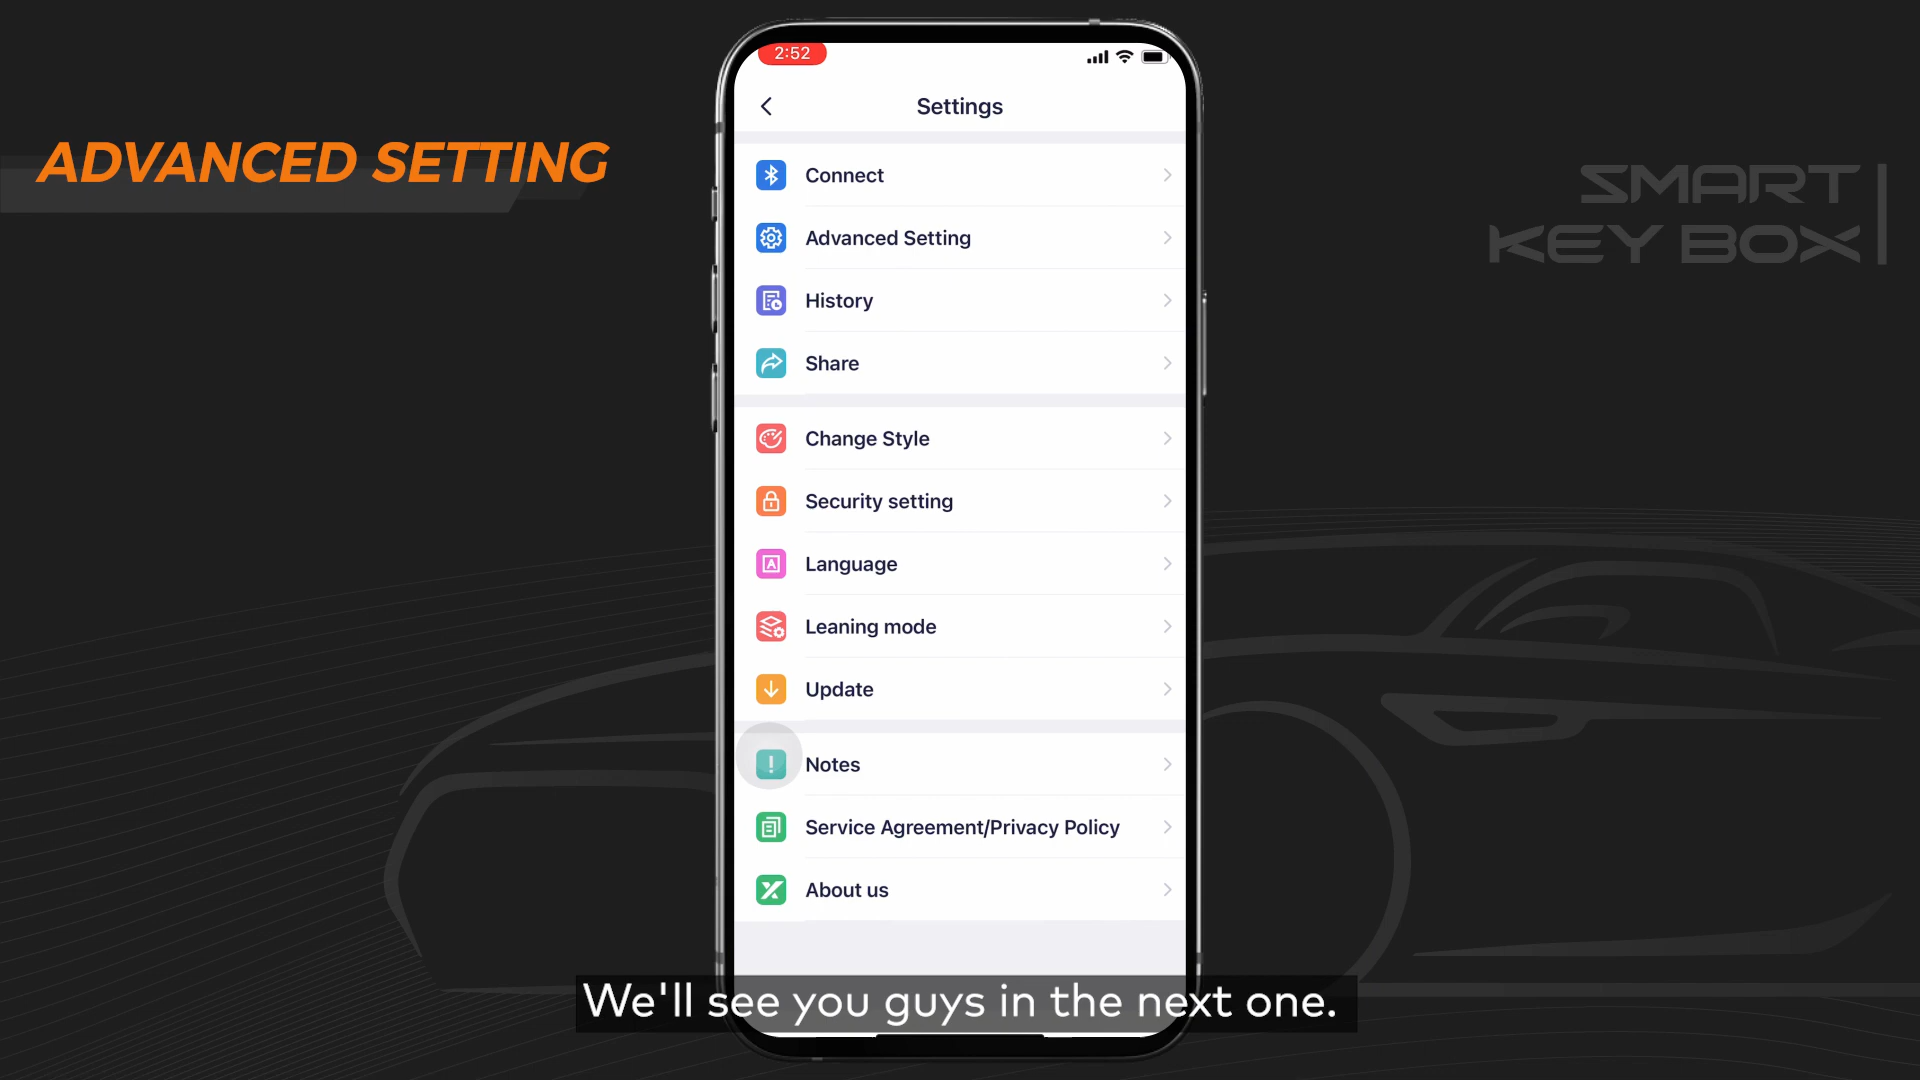 2:52
Settings
ADVANCED SETTING
SMART
KEY BOX
Connect
Advanced Setting
History
Share
Change Style
Security setting
Language
Leaning mode
Update
Notes
Service Agreement/Privacy Policy
About us
We'll see you guys in the next one.